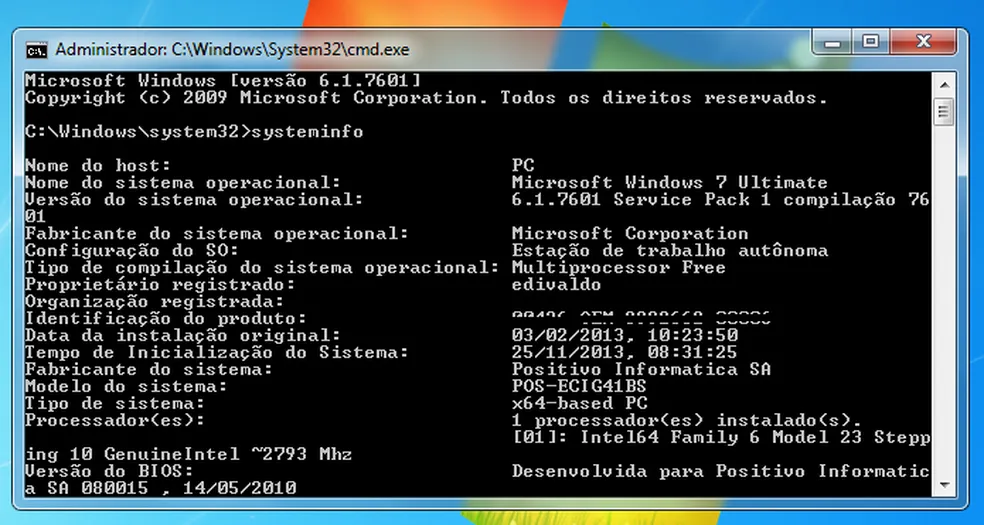 Administrador: C:\Windows\System32\cmd.exe
Microsoft Windows [versão 6.1.7601]
Copyright (c) 2009 Microsoft Corporation. Todos os direitos reservados.
C:\Windows\system32>systeminfo
Nome do host: PC
Nome do sistema operacional: Microsoft Windows 7 Ultimate
Versão do sistema operacional: 6.1.7601 Service Pack 1 compilação 76
01
Fabricante do sistema operacional: Microsoft Corporation
Configuração do SO: Estação de trabalho autônoma
Tipo de compilação do sistema operacional: Multiprocessor Free
Proprietário registrado: edivaldo
Organização registrada:
Identificação do produto:
Data da instalação original: 03/02/2013, 10:23:50
Tempo de Inicialização do Sistema: 25/11/2013, 08:31:25
Fabricante do sistema: Positivo Informatica SA
Modelo do sistema: POS-ECIG41BS
Tipo de sistema: x64-based PC
Processador(es): 1 processador(es) instalado(s).
[01]: Intel64 Family 6 Model 23 Stepp
ing 10 GenuineIntel ~2793 Mhz
Versão do BIOS: Desenvolvida para Positivo Informatic
a SA 080015 , 14/05/2010